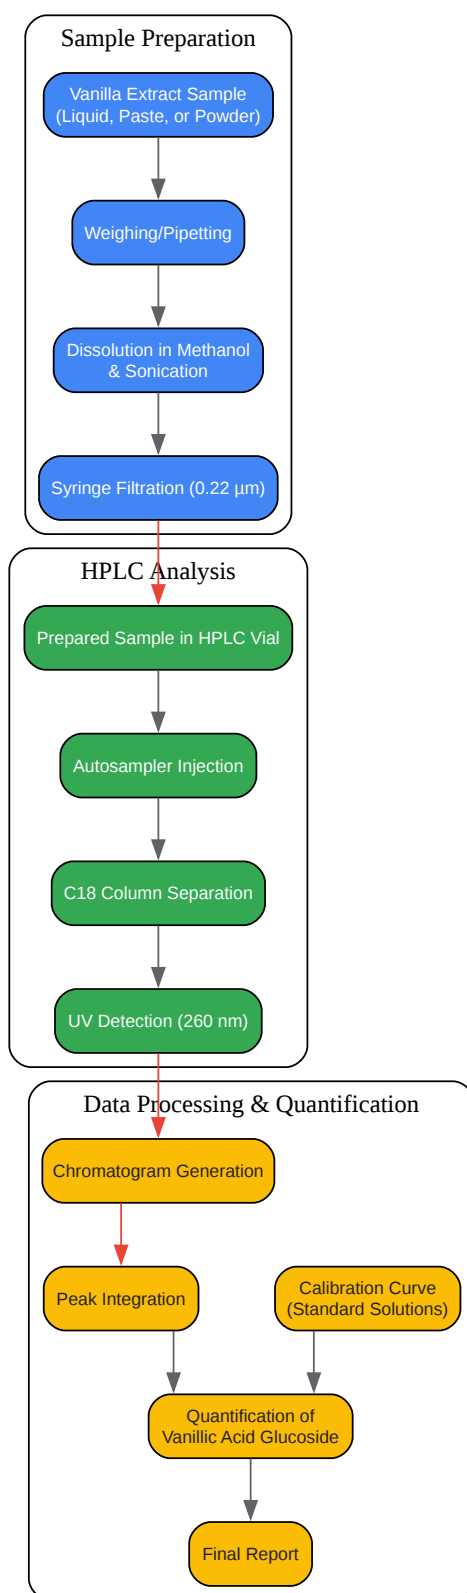 Sample Preparation
Vanilla Extract Sample
(Liquid, Paste, or Powder)
Weighing/Pipetting
Dissolution in Methanol
& Sonication
Syringe Filtration (0.22 µm)
HPLC Analysis
Prepared Sample in HPLC Vial
Autosampler Injection
C18 Column Separation
UV Detection (260 nm)
Data Processing & Quantification
Chromatogram Generation
Peak Integration
Calibration Curve
(Standard Solutions)
Quantification of
Vanillic Acid Glucoside
Final Report